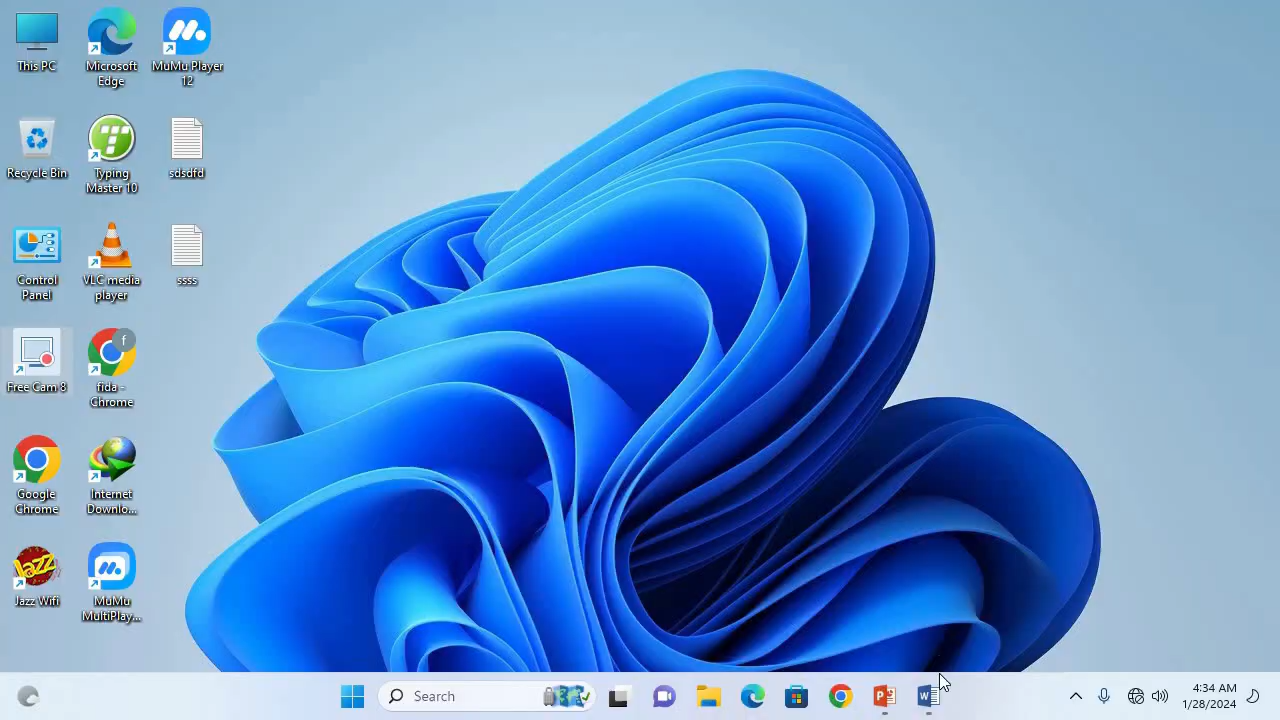 This PC
Microsoft
Edge
MuMu Player
12
Recycle Bin
Typing
Master 10
sdsdfd
Control
Panel
VLC media
player
ssss
Free Cam 8
fida -
Chrome
Google
Chrome
Internet
Downlo...
Jazz Wifi
MuMu
MultiPlay...
Search
4:34 PM
1/28/2024